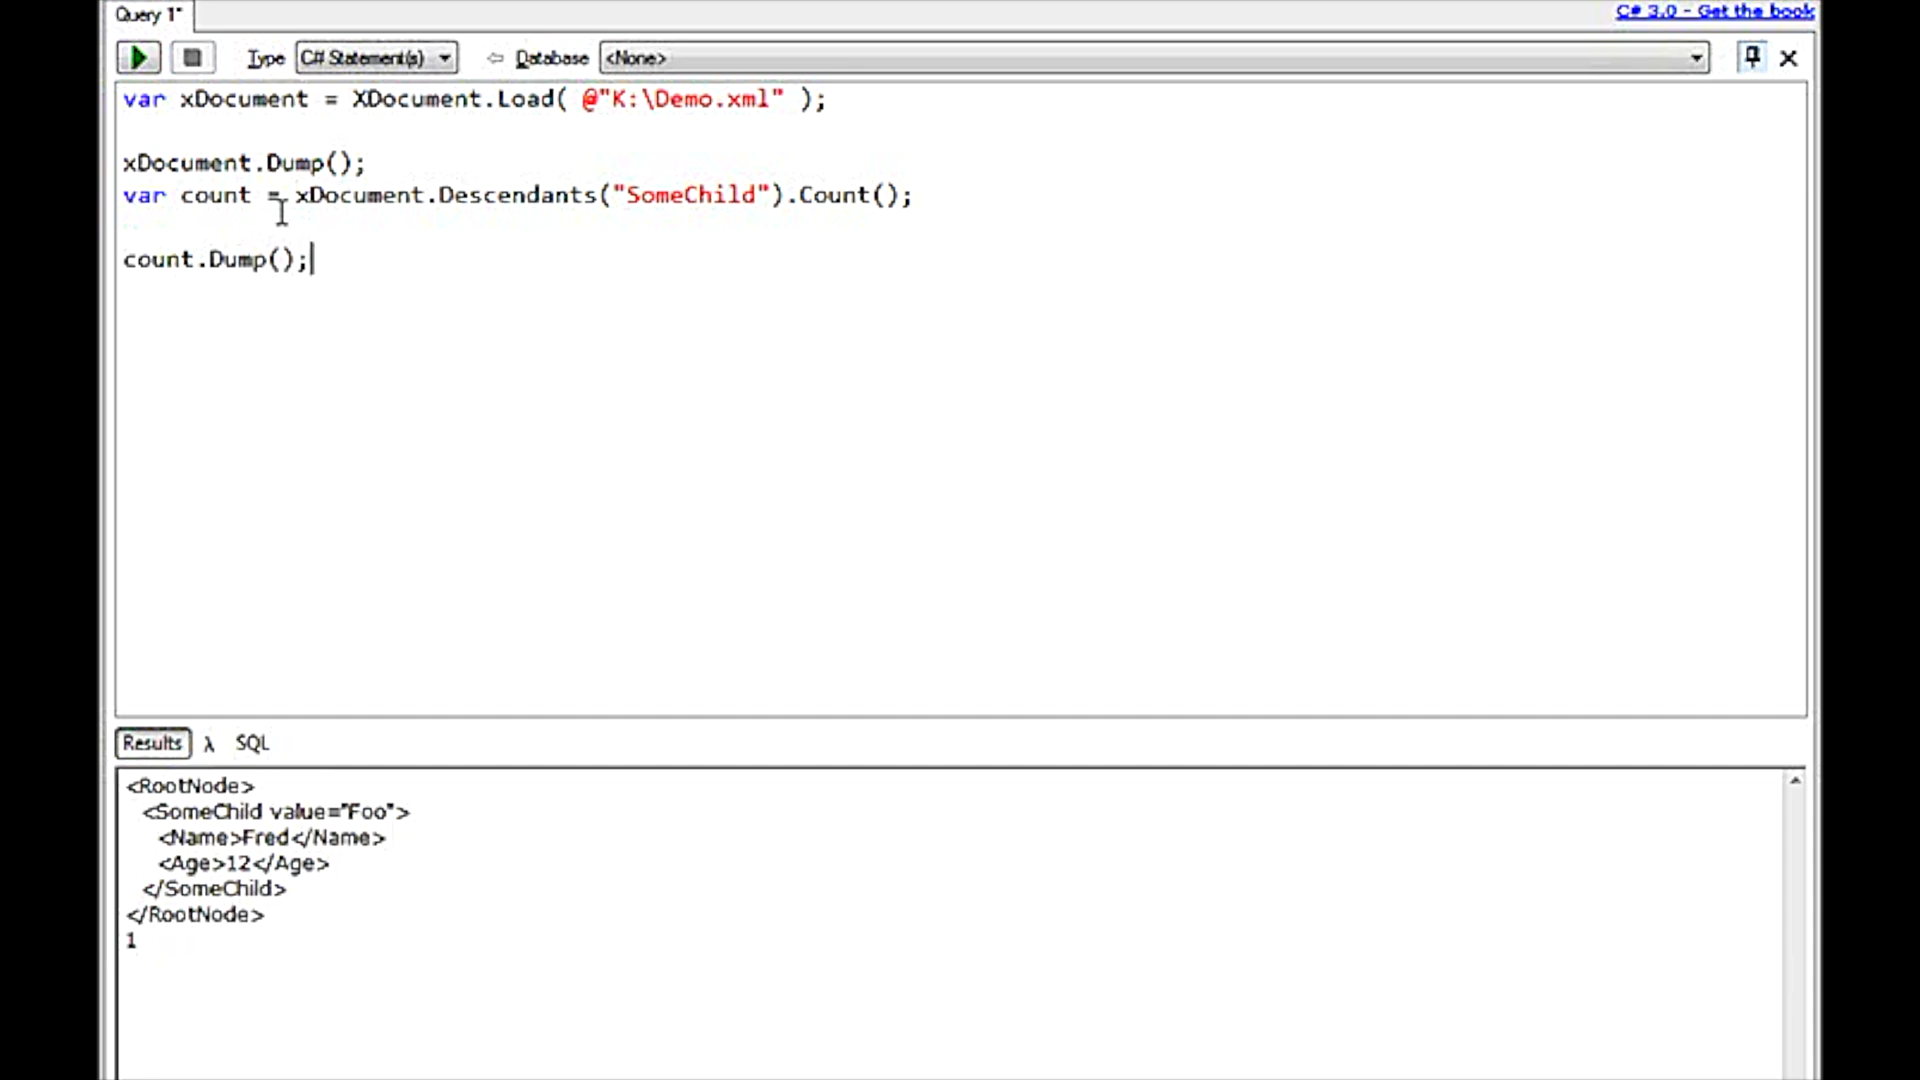 Query 1*
C# 3.0 - Get the book
Type C# Statement(s) Database <None>
var xDocument = XDocument.Load( @"K:\Demo.xml" );
xDocument.Dump();
var count = xDocument.Descendants("SomeChild").Count();
count.Dump();
Results λ SQL
<RootNode>
<SomeChild value="Foo">
<Name>Fred</Name>
<Age>12</Age>
</SomeChild>
</RootNode>
1